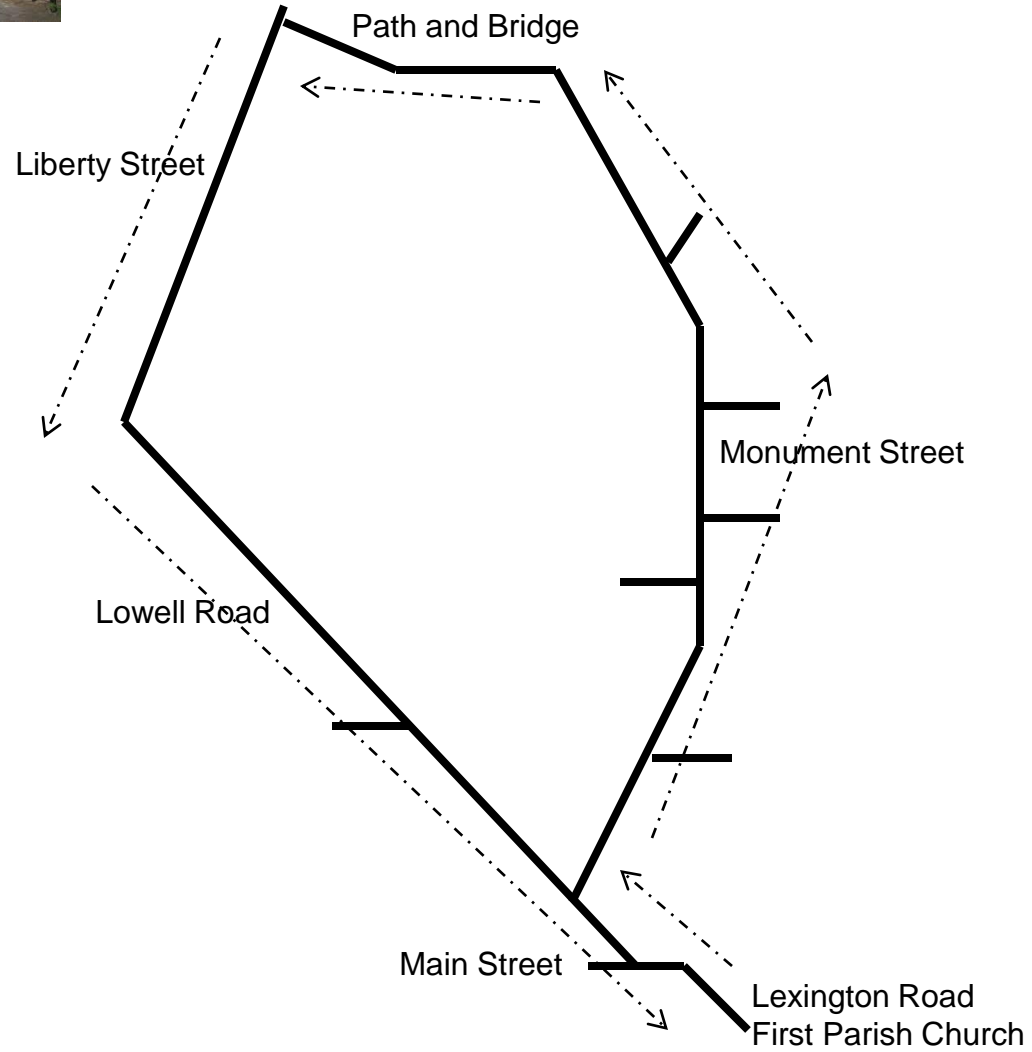 Path and Bridge
Liberty Street
Monument Street
Lowell Road
Main Street
Lexington Road
First Parish Church